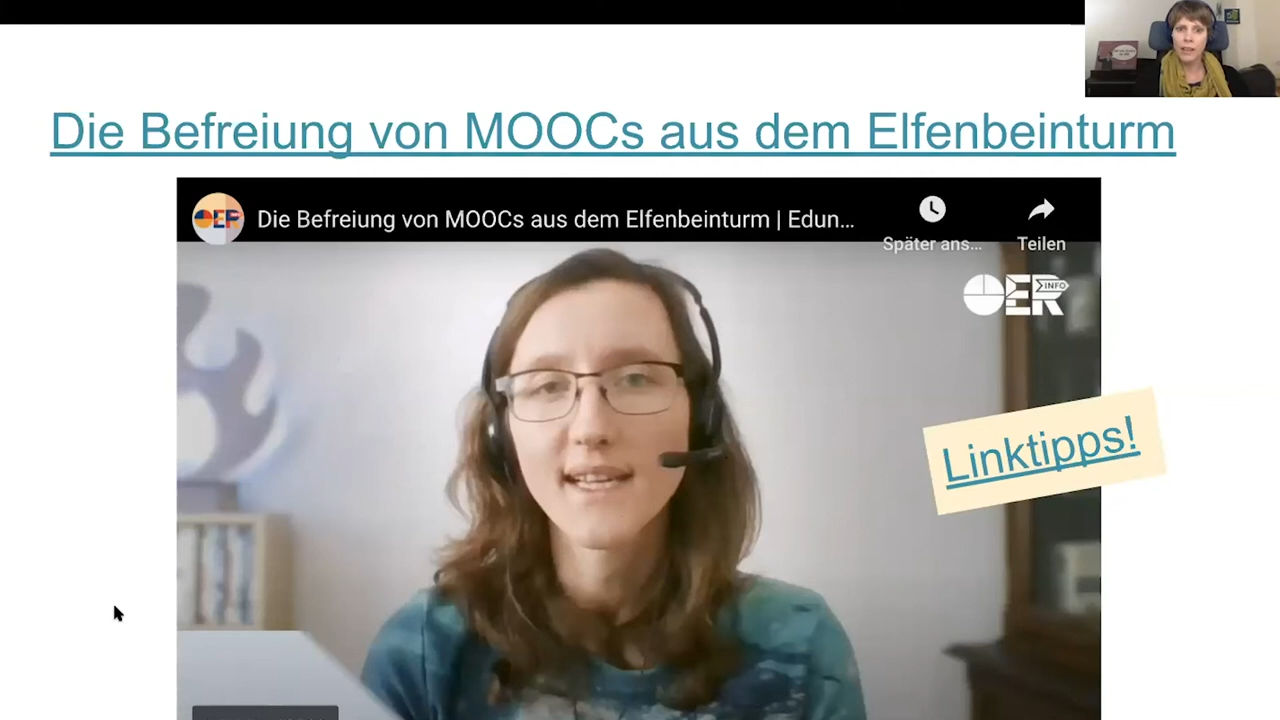 Die Befreiung von MOOCs aus dem Elfenbeinturm
OER
Die Befreiung von MOOCs aus dem Elfenbeinturm | Edun...
Später ans...
Teilen
OER INFO
Linktipps!